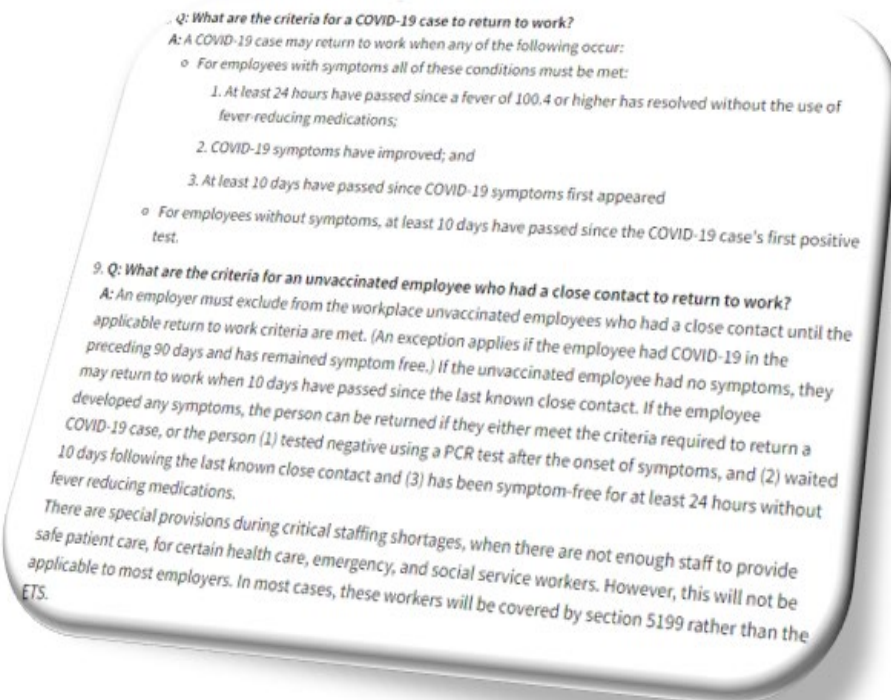 Q: What are the criteria for a COVID-19 case to return to work?
A: A COVID-19 case may return to work when any of the following occur:
o For employees with symptoms all of these conditions must be met:
1. At least 24 hours have passed since a fever of 100.4 or higher has resolved without the use of
fever-reducing medications;
2. COVID-19 symptoms have improved; and
3. At least 10 days have passed since COVID-19 symptoms first appeared
o For employees without symptoms, at least 10 days have passed since the COVID-19 case's first positive
test.
9. Q: What are the criteria for an unvaccinated employee who had a close contact to return to work?
A: An employer must exclude from the workplace unvaccinated employees who had a close contact until the
applicable return to work criteria are met. (An exception applies if the employee had COVID-19 in the
preceding 90 days and has remained symptom free.) If the unvaccinated employee had no symptoms, they
may return to work when 10 days have passed since the last known close contact. If the employee
developed any symptoms, the person can be returned if they either meet the criteria required to return a
COVID-19 case, or the person (1) tested negative using a PCR test after the onset of symptoms, and (2) waited
10 days following the last known close contact and (3) has been symptom-free for at least 24 hours without
fever reducing medications.
There are special provisions during critical staffing shortages, when there are not enough staff to provide
safe patient care, for certain health care, emergency, and social service workers. However, this will not be
applicable to most employers. In most cases, these workers will be covered by section 5199 rather than the
ETS.